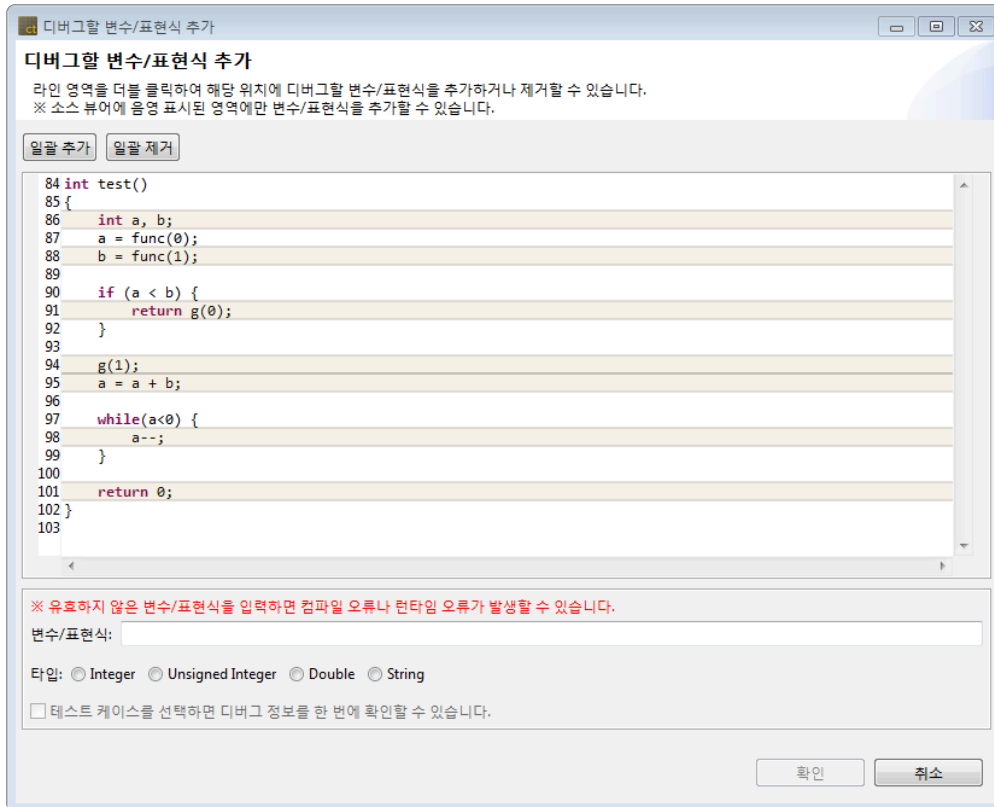 ct 디버그할 변수/표현식 추가
디버그할 변수/표현식 추가
라인 영역을 더블 클릭하여 해당 위치에 디버그할 변수/표현식을 추가하거나 제거할 수 있습니다.
※ 소스 뷰어에 음영 표시된 영역에만 변수/표현식을 추가할 수 있습니다.
일괄 추가 일괄 제거
84 int test()
85 {
86 int a, b;
87 a = func(0);
88 b = func(1);
89
90 if (a < b) {
91 return g(0);
92 }
93
94 g(1);
95 a = a + b;
96
97 while(a<0) {
98 a--;
99 }
100
101 return 0;
102 }
103
※ 유효하지 않은 변수/표현식을 입력하면 컴파일 오류나 런타임 오류가 발생할 수 있습니다.
변수/표현식:
타입: Integer Unsigned Integer Double String
테스트 케이스를 선택하면 디버그 정보를 한 번에 확인할 수 있습니다.
확인 취소